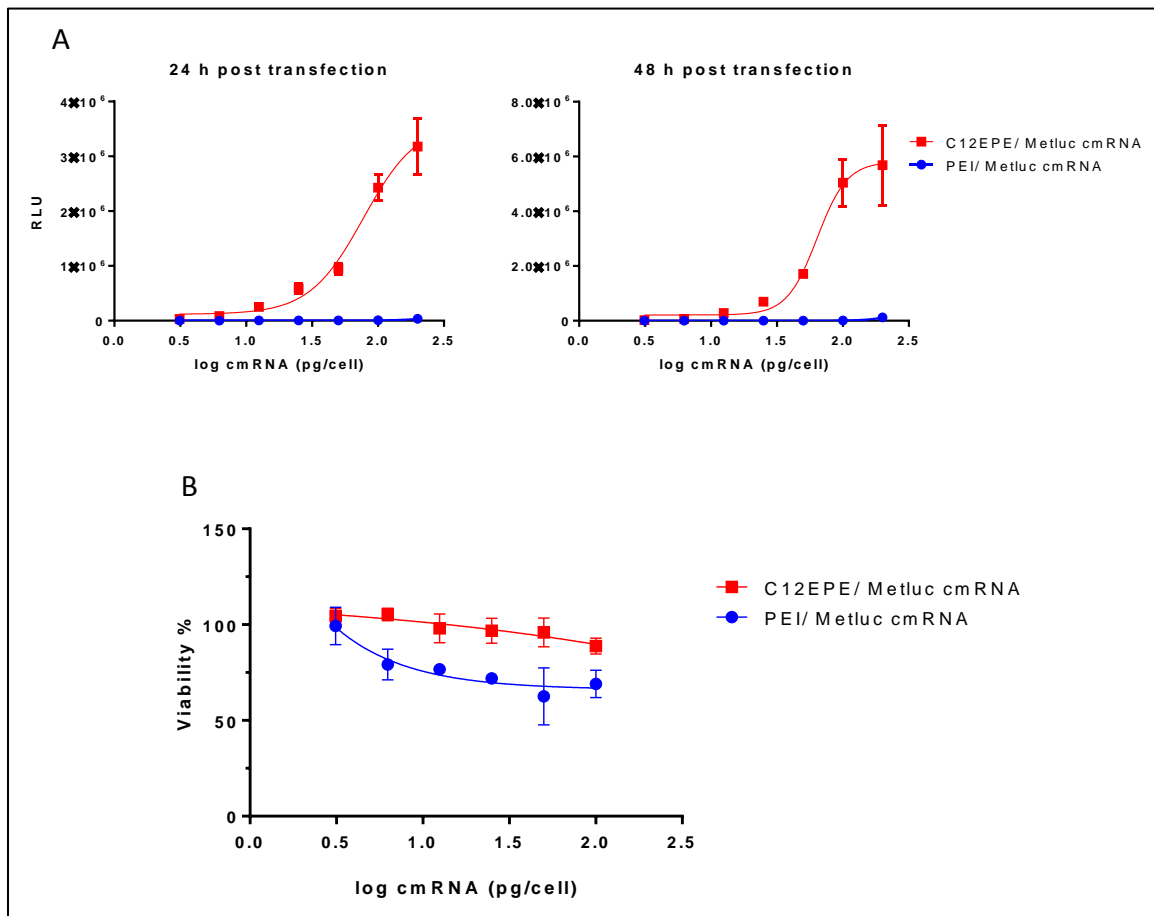 A
24 h post transfection
48 h post transfection
4✖10⁶
3✖10⁶
2✖10⁶
1✖10⁶
0
RLU
0.0 0.5 1.0 1.5 2.0 2.5
log cmRNA (pg/cell)
8.0✖10⁶
6.0✖10⁶
4.0✖10⁶
2.0✖10⁶
0
0.0 0.5 1.0 1.5 2.0 2.5
log cmRNA (pg/cell)
C12EPE/ Metluc cmRNA
PEI/ Metluc cmRNA
B
150
100
50
0
Viability %
0.0 0.5 1.0 1.5 2.0 2.5
log cmRNA (pg/cell)
C12EPE/ Metluc cmRNA
PEI/ Metluc cmRNA